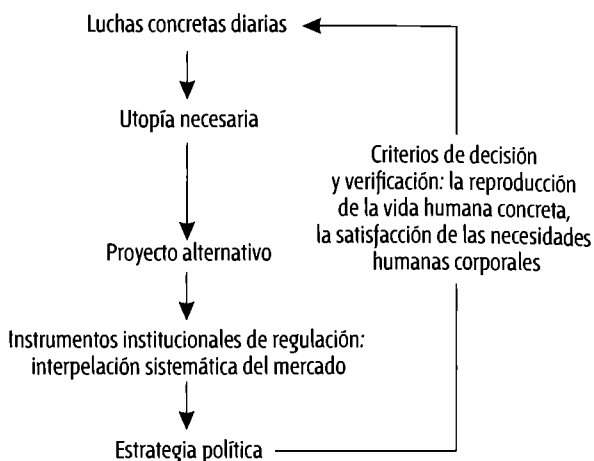 Luchas concretas diarias
Utopía necesaria
Criterios de decisión
y verificación: la reproducción
de la vida humana concreta,
la satisfacción de las necesidades
humanas corporales
Proyecto alternativo
Instrumentos institucionales de regulación:
interpelación sistemática del mercado
Estrategia política